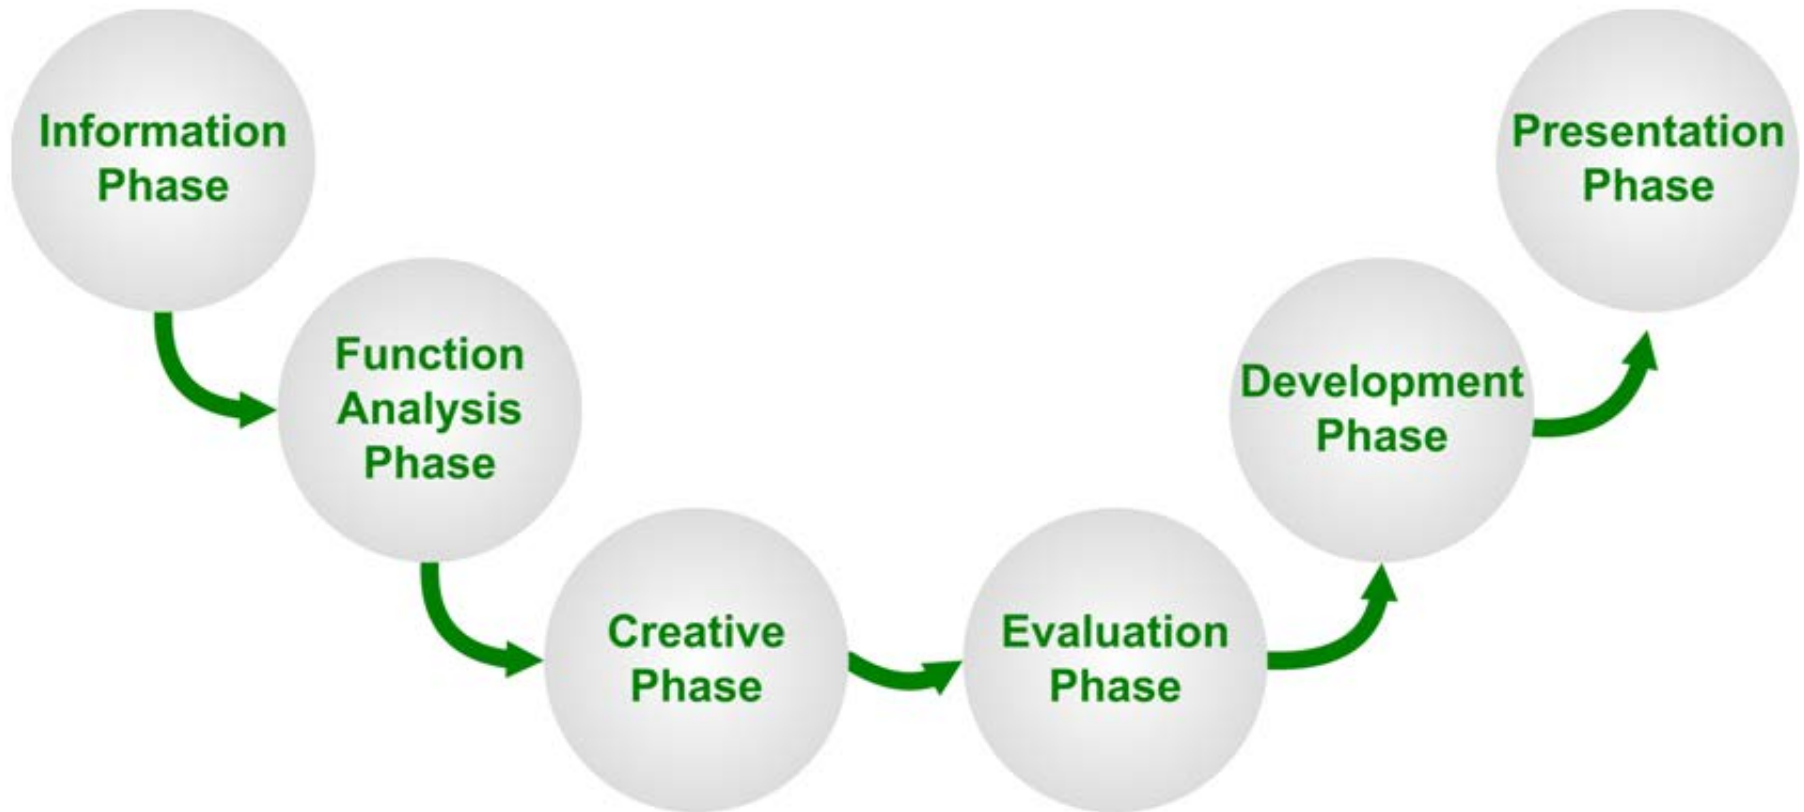 Information
Phase
Function
Analysis
Phase
Creative
Phase
Evaluation
Phase
Development
Phase
Presentation
Phase